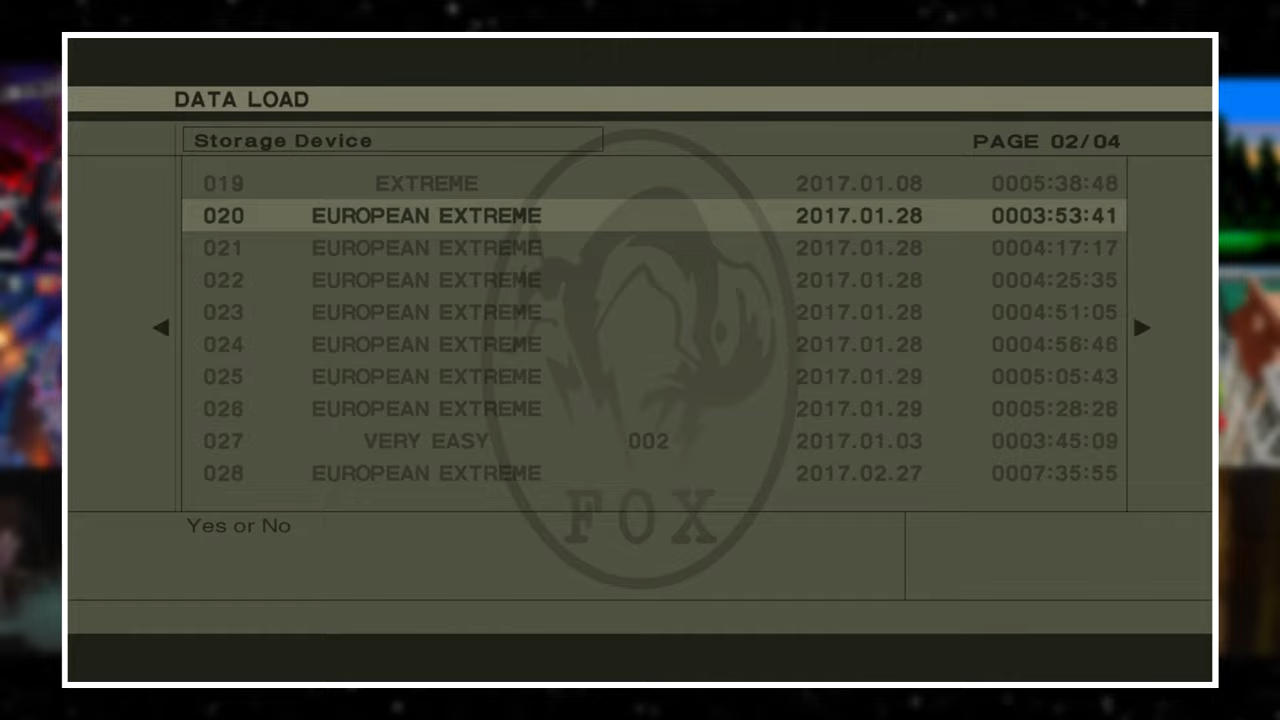 DATA LOAD
Storage Device PAGE 02/04
019 EXTREME 2017.01.08 0005:38:48
020 EUROPEAN EXTREME 2017.01.28 0003:53:41
021 EUROPEAN EXTREME 2017.01.28 0004:17:17
022 EUROPEAN EXTREME 2017.01.28 0004:25:35
023 EUROPEAN EXTREME 2017.01.28 0004:51:05
024 EUROPEAN EXTREME 2017.01.28 0004:56:46
025 EUROPEAN EXTREME 2017.01.29 0005:05:43
026 EUROPEAN EXTREME 2017.01.29 0005:28:26
027 VERY EASY 002 2017.01.03 0003:45:09
028 EUROPEAN EXTREME 2017.02.27 0007:35:55
FOX
Yes or No